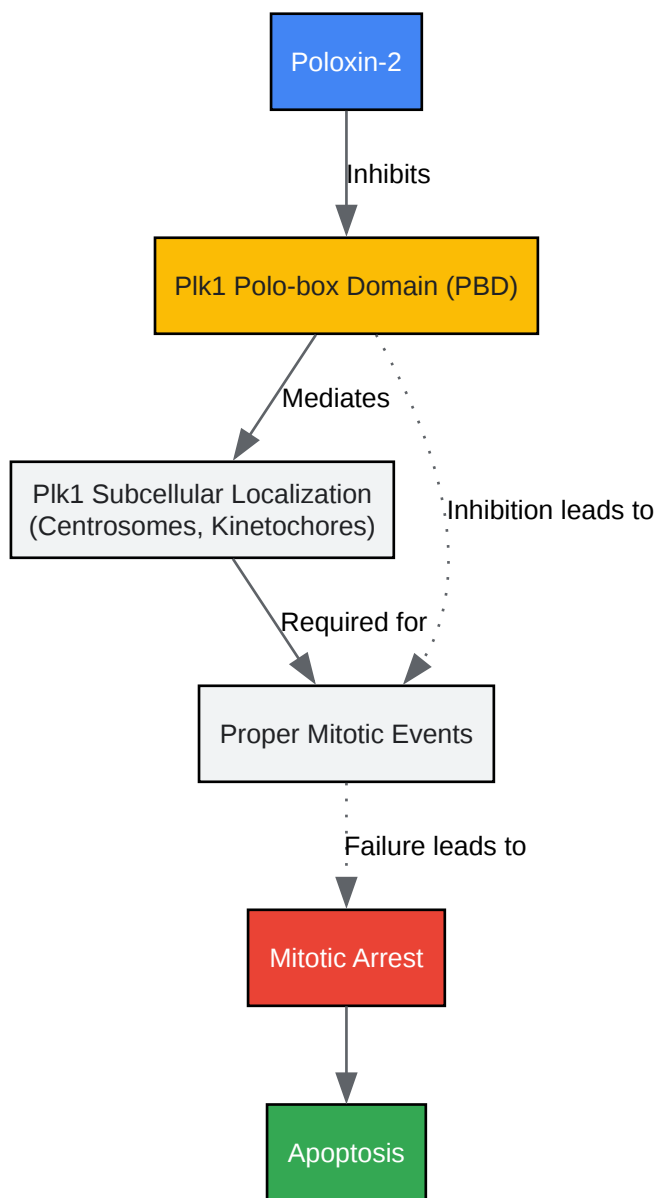 Poloxin-2
Inhibits
Plk1 Polo-box Domain (PBD)
Mediates
Plk1 Subcellular Localization
(Centrosomes, Kinetochores)
Inhibition leads to
Required for
Proper Mitotic Events
Failure leads to
Mitotic Arrest
Apoptosis